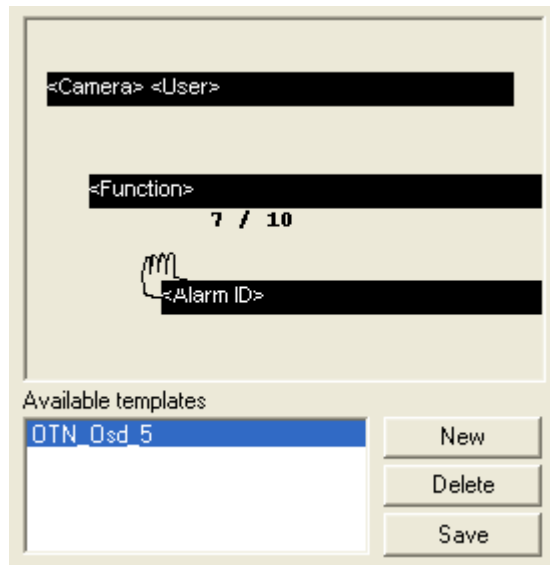 <Camera> <User>
<Function>
7 / 10
<Alarm ID>
Available templates
OTN_Osd_5
New
Delete
Save